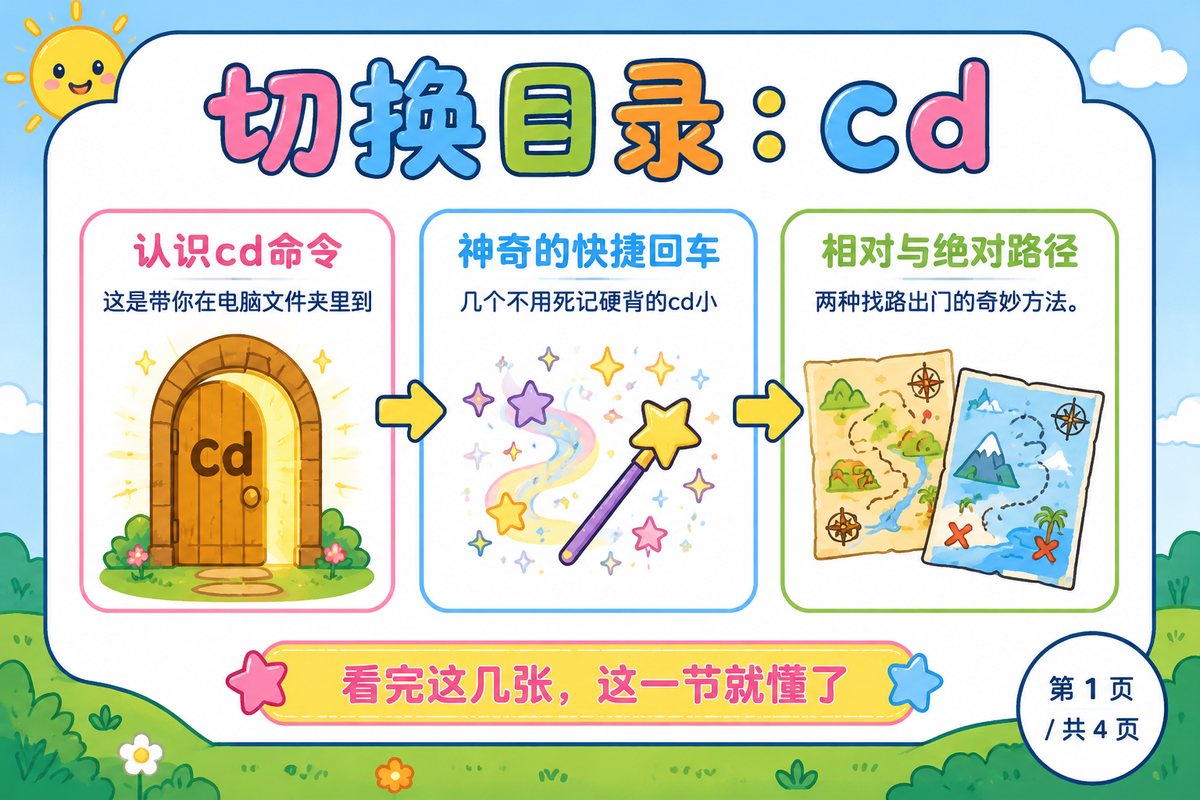 切换目录：cd
认识cd命令
这是带你在电脑文件夹里到
cd
神奇的快捷回车
几个不用死记硬背的cd小
相对与绝对路径
两种找路出门的奇妙方法。
看完这几张，这一节就懂了
第 1 页
/ 共 4 页